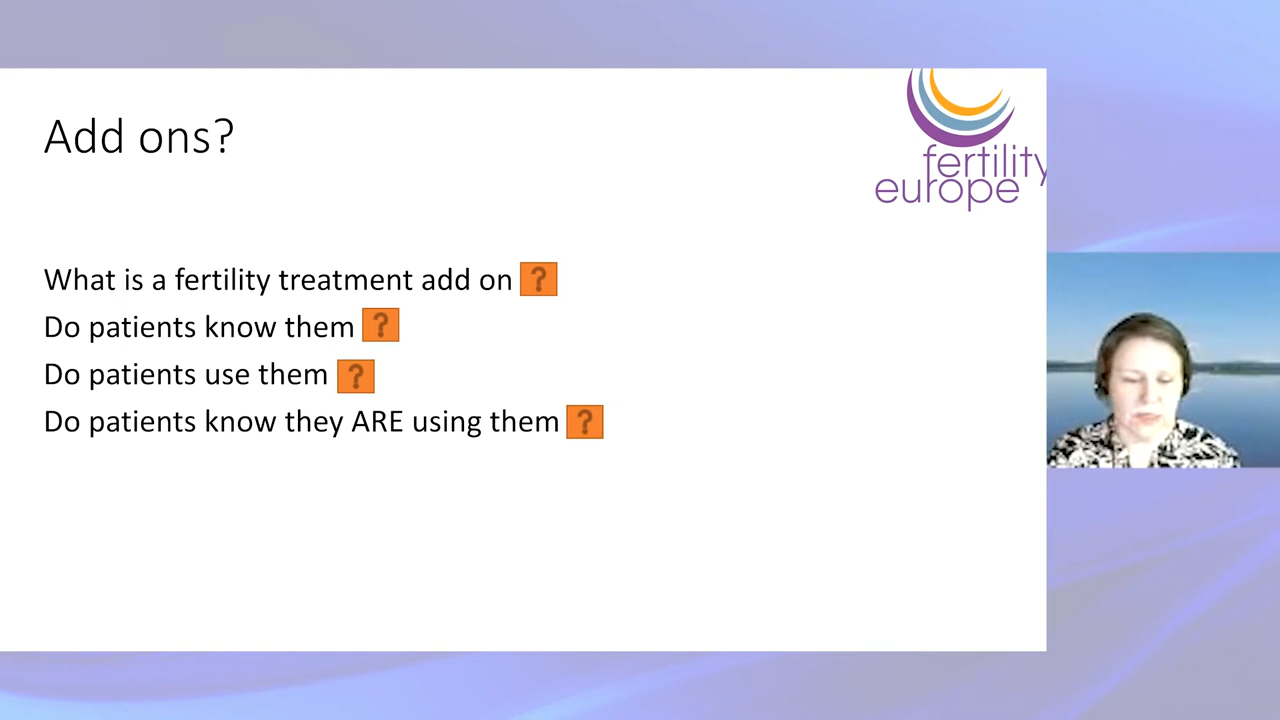 Add ons?
fertility
europe
What is a fertility treatment add on ?
Do patients know them ?
Do patients use them ?
Do patients know they ARE using them ?